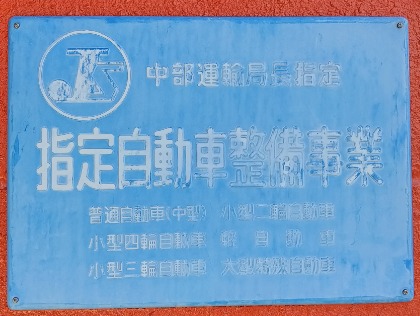 中部運輸局長指定
指定自動車整備事業
普通自動車(中型) 小型二輪自動車
小型四輪自動車 軽自動車
小型三輪自動車 大型特殊自動車